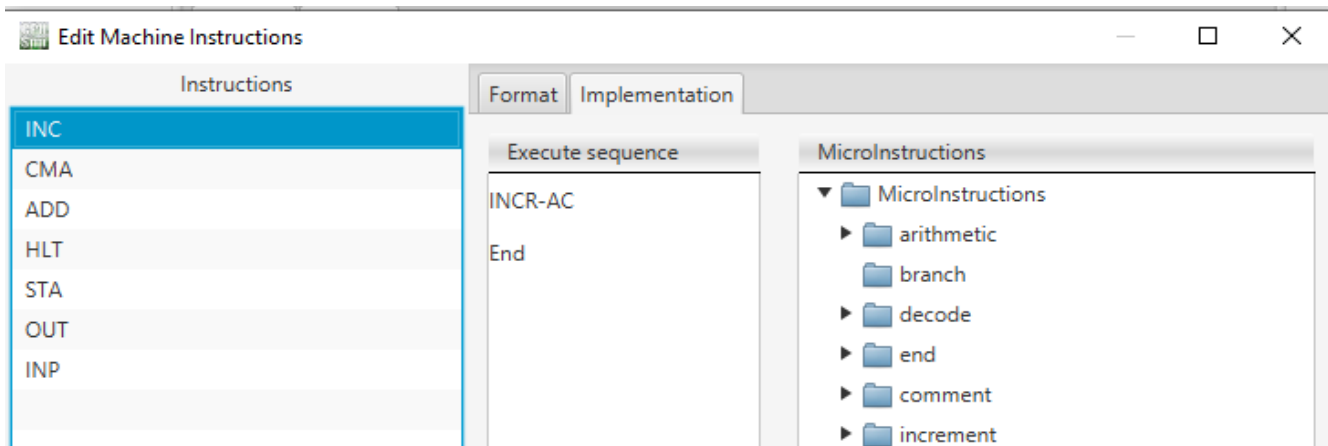 Edit Machine Instructions
Instructions
INC
CMA
ADD
HLT
STA
OUT
INP
Format Implementation
Execute sequence
INCR-AC
End
MicroInstructions
MicroInstructions
arithmetic
branch
decode
end
comment
increment